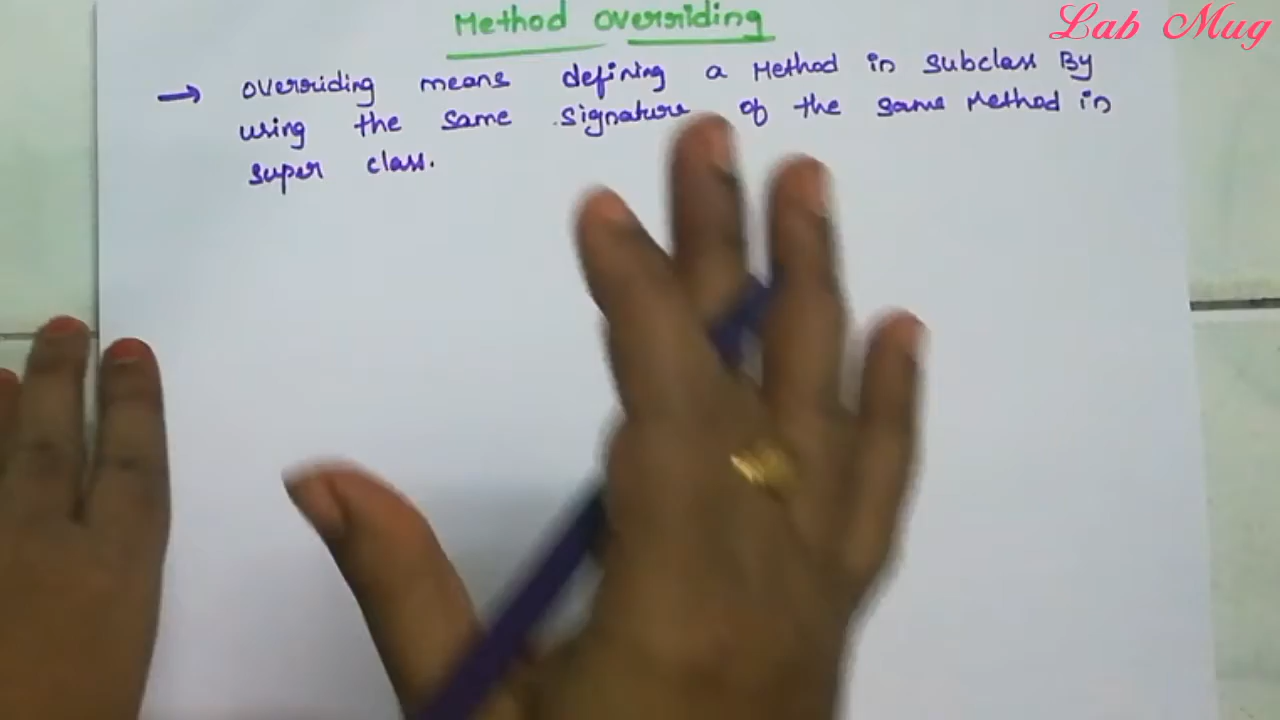 Method overriding
Lab Mug
→ overriding means defining a Method in subclass By
using the same signature of the same Method in
super class.